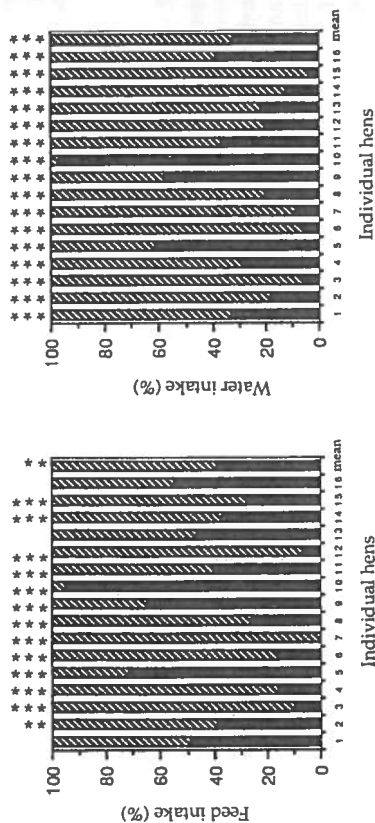 ** *** *** *** *** *** *** *** *** *** *** *** *** **
100
80
60
40
20
0
Feed intake (%)
1 2 3 4 5 6 7 8 9 10 11 12 13 14 15 16 mean
Individual hens
*** *** *** *** *** *** *** *** *** *** *** *** *** *** *** *** ***
100
80
60
40
20
0
Water intake (%)
1 2 3 4 5 6 7 8 9 10 11 12 13 14 15 16 mean
Individual hens